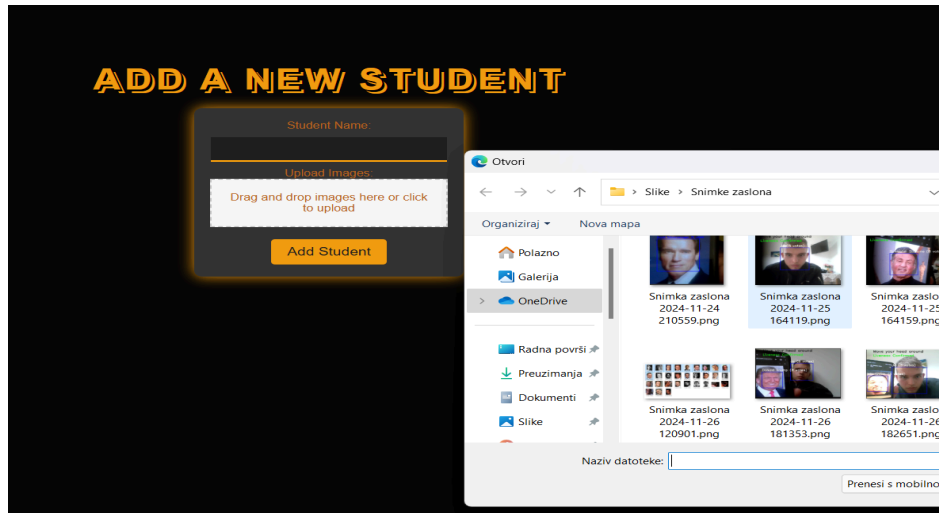 ADD A NEW STUDENT
Student Name:
Upload Images:
Drag and drop images here or click
to upload
Add Student
Otvori
Slike > Snimke zaslona
Organiziraj
Nova mapa
Polazno
Galerija
OneDrive
Radna površi
Preuzimanja
Dokumenti
Slike
Snimka zaslona
2024-11-24
210559.png
Snimka zaslona
2024-11-25
164119.png
Snimka zaslo
2024-11-25
164159.png
Snimka zaslona
2024-11-26
120901.png
Snimka zaslona
2024-11-26
181353.png
Snimka zaslo
2024-11-26
182651.png
Naziv datoteke:
Prenesi s mobilno